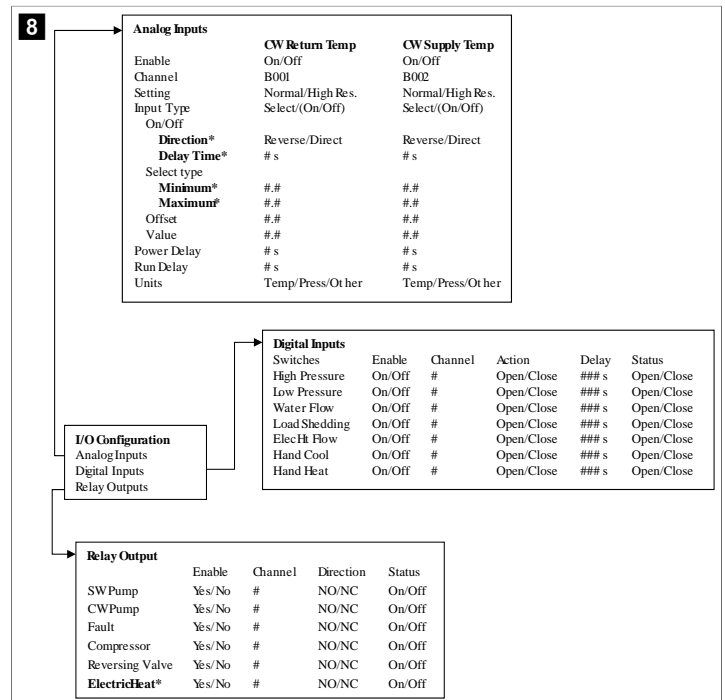 8
Analog Inputs
CW Return Temp CW Supply Temp
Enable On/Off On/Off
Channel B001 B002
Setting Normal/High Res. Normal/High Res.
Input Type Select/(On/Off) Select/(On/Off)
On/Off
Direction* Reverse/Direct Reverse/Direct
Delay Time* # s # s
Select type
Minimum* #.# #.#
Maximum* #.# #.#
Offset #.# #.#
Value #.# #.#
Power Delay # s # s
Run Delay # s # s
Units Temp/Press/Other Temp/Press/Other
Digital Inputs
Switches Enable Channel Action Delay Status
High Pressure On/Off # Open/Close ### s Open/Close
Low Pressure On/Off # Open/Close ### s Open/Close
Water Flow On/Off # Open/Close ### s Open/Close
Load Shedding On/Off # Open/Close ### s Open/Close
Elec Ht Flow On/Off # Open/Close ### s Open/Close
Hand Cool On/Off # Open/Close ### s Open/Close
Hand Heat On/Off # Open/Close ### s Open/Close
I/O Configuration
Analog Inputs
Digital Inputs
Relay Outputs
Relay Output
Enable Channel Direction Status
SW Pump Yes/No # NO/NC On/Off
CW Pump Yes/No # NO/NC On/Off
Fault Yes/No # NO/NC On/Off
Compressor Yes/No # NO/NC On/Off
Reversing Valve Yes/No # NO/NC On/Off
Electric Heat* Yes/No # NO/NC On/Off